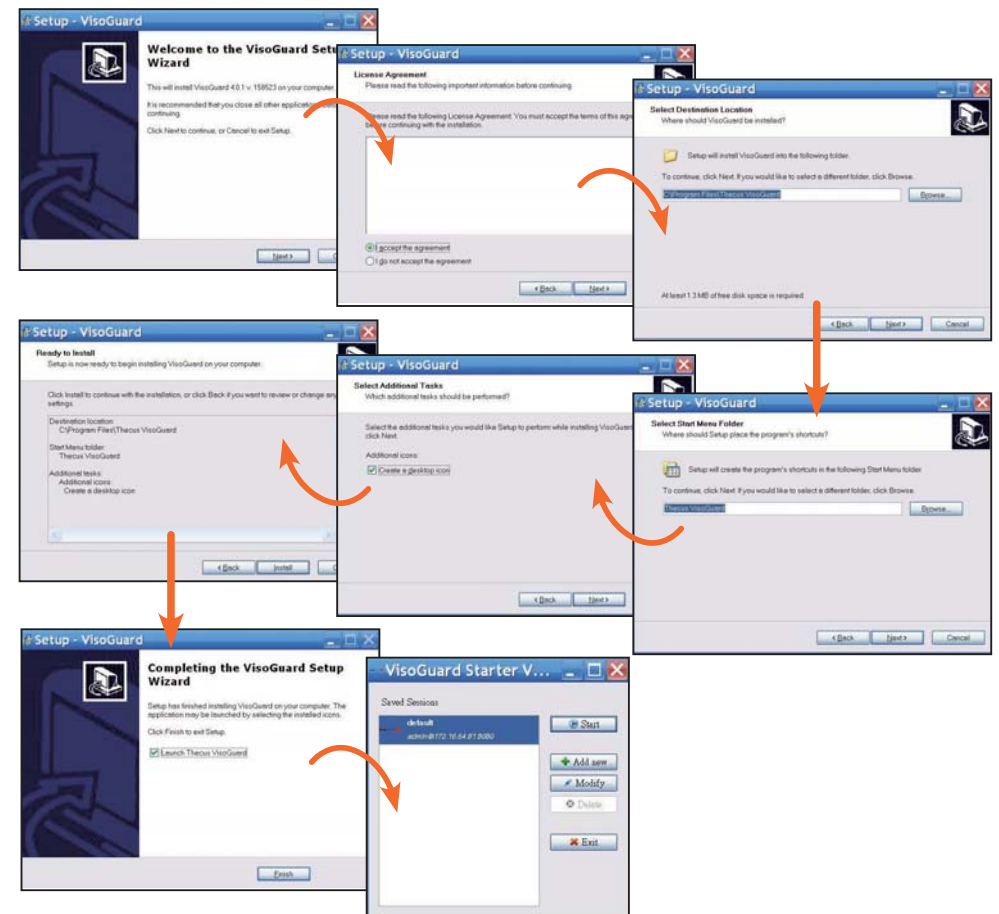 Setup - VisoGuard
Welcome to the VisoGuard Setu
Wizard
This will install VisoGuard 4.0.1 v. 158623 on your computer.
It is recommended that you close all other application
continuing.
Click Next to continue, or Cancel to exit Setup.
Next >
Setup - VisoGuard
License Agreement
Please read the following important information before continuing.
Please read the following License Agreement. You must accept the terms of this agre
before continuing with the installation.
I accept the agreement
I do not accept the agreement
< Back
Next >
Setup - VisoGuard
Select Destination Location
Where should VisoGuard be installed?
Setup will install VisoGuard into the following folder.
To continue, click Next. If you would like to select a different folder, click Browse.
C:\Program Files\Thecus VisoGuard
Browse...
At least 1.3 MB of free disk space is required.
< Back
Next >
Cancel
Setup - VisoGuard
Select Start Menu Folder
Where should Setup place the program's shortcuts?
Setup will create the program's shortcuts in the following Start Menu folder.
To continue, click Next. If you would like to select a different folder, click Browse.
Thecus VisoGuard
Browse...
< Back
Next >
Cancel
Setup - VisoGuard
Select Additional Tasks
Which additional tasks should be performed?
Select the additional tasks you would like Setup to perform while installing VisoGuard
click Next.
Additional icons:
Create a desktop icon
< Back
Next >
Setup - VisoGuard
Ready to Install
Setup is now ready to begin installing VisoGuard on your computer.
Click Install to continue with the installation, or click Back if you want to review or change any
settings.
Destination location:
C:\Program Files\Thecus VisoGuard
Start Menu folder:
Thecus VisoGuard
Additional tasks:
Additional icons:
Create a desktop icon
< Back
Install
Setup - VisoGuard
Completing the VisoGuard Setup
Wizard
Setup has finished installing VisoGuard on your computer. The
application may be launched by selecting the installed icons.
Click Finish to exit Setup.
Launch Thecus VisoGuard
Finish
VisoGuard Starter V...
Saved Sessions
default
admin@172.16.64.81:8080
Start
Add new
Modify
Delete
Exit